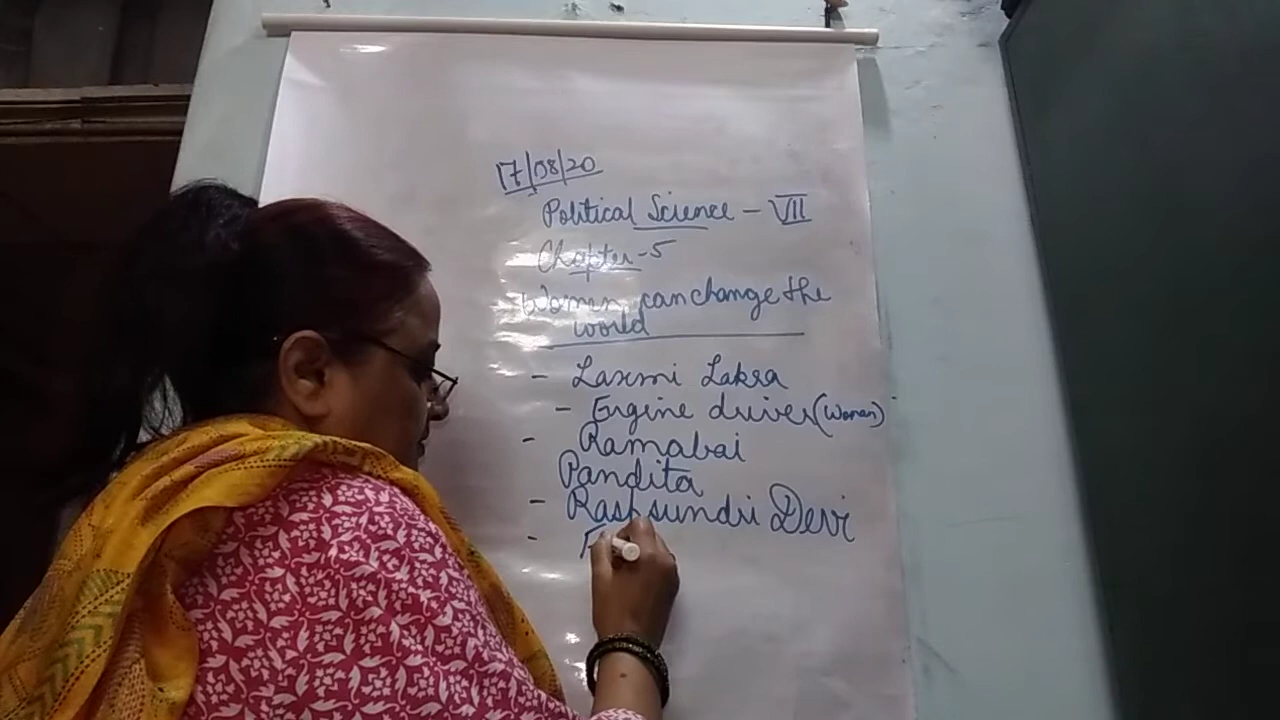 17/08/20
Political Science - VII
Chapter-5
Women can change the
world
- Laxmi Lakra
- Engine driver (Woman)
- Ramabai
Pandita
- Rashsundri Devi
-